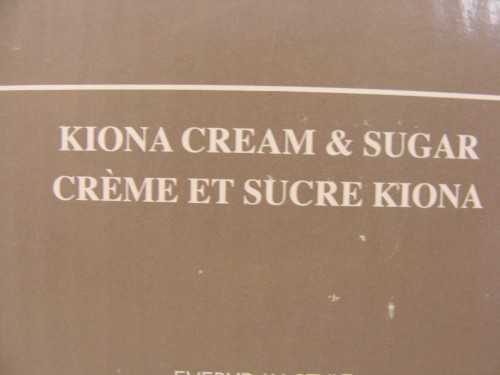 KIONA CREAM & SUGAR
CRÈME ET SUCRE KIONA